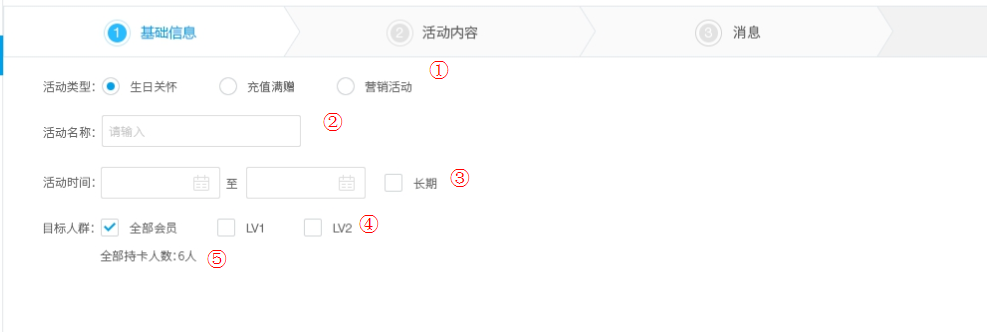 1 基础信息 2 活动内容 3 消息
①
活动类型: 生日关怀 充值满赠 营销活动
活动名称: 请输入 ②
活动时间: 至 长期 ③
目标人群: 全部会员 LV1 LV2 ④
全部持卡人数:6人 ⑤